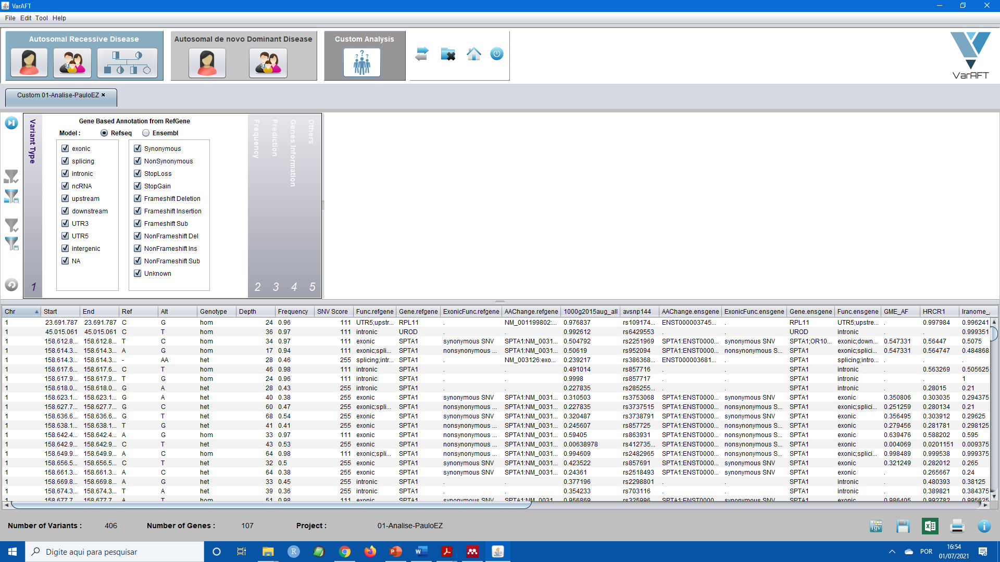 VarAFT
File Edit Tool Help
Autosomal Recessive Disease
Autosomal de novo Dominant Disease
Custom Analysis
VarAFT
Custom 01-Analise-PauloEZ ×
Variant Type
1
Gene Based Annotation from RefGene
Model : Refseq Ensembl
exonic Synonymous
splicing NonSynonymous
intronic StopLoss
ncRNA StopGain
upstream Frameshift Deletion
downstream Frameshift Insertion
UTR3 Frameshift Sub
UTR5 NonFrameshift Del
intergenic NonFrameshift Ins
NA NonFrameshift Sub
Unknown
Frequency
2
Prediction
3
Genes Information
4
Others
5
Chr Start End Ref Alt Genotype Depth Frequency SNV Score Func.refgene Gene.refgene ExonicFunc.refgene AAChange.refgene 1000g2015aug_all avsnp144 AAChange.ensgene ExonicFunc.ensgene Gene.ensgene Func.ensgene GME_AF HRCR1 Iranome_
1 23.691.787 23.691.787 C G hom 24 0.96 111 UTR5;upstr... RPL11 . NM_001199802:... 0.976837 rs109174... ENST000003745... . RPL11 UTR5;upstre... . 0.997984 0.996241
1 45.015.061 45.015.061 C T hom 36 0.97 111 intronic UROD . . 0.992612 rs6429553 . . UROD intronic . . 0.999351
1 158.612.8... 158.612.8... T C hom 34 0.97 111 exonic SPTA1 synonymous SNV SPTA1:NM_0031... 0.504792 rs2251969 SPTA1:ENST0000... synonymous SNV SPTA1;OR10... exonic;down... 0.547331 0.56447 0.5075
1 158.614.3... 158.614.3... A G hom 17 0.94 111 exonic;spli... SPTA1 nonsynonymous ... SPTA1:NM_0031... 0.50619 rs952094 SPTA1:ENST0000... nonsynonymous S... SPTA1 exonic;splici... 0.547331 0.564747 0.484868
1 158.614.3... 158.614.3... - AA het 28 0.46 255 splicing;intr... SPTA1 . NM_003126:exo... 0.239217 rs386368... ENST000003681... . SPTA1 splicing;intro... . . .
1 158.617.6... 158.617.6... C T hom 46 0.98 111 intronic SPTA1 . . 0.491014 rs857716 . . SPTA1 intronic . 0.563269 0.505625
1 158.617.9... 158.617.9... T G hom 24 0.96 111 intronic SPTA1 . . 0.9998 rs857717 . . SPTA1 intronic . . 1
1 158.618.0... 158.618.0... G A het 28 0.43 255 intronic SPTA1 . . 0.227835 rs285255... . . SPTA1 intronic . 0.28015 0.21
1 158.623.1... 158.623.1... G A het 40 0.38 255 exonic SPTA1 synonymous SNV SPTA1:NM_0031... 0.310503 rs3753068 SPTA1:ENST0000... synonymous SNV SPTA1 exonic 0.350806 0.303035 0.294375
1 158.627.7... 158.627.7... G C het 60 0.47 255 exonic;spli... SPTA1 nonsynonymous ... SPTA1:NM_0031... 0.227835 rs3737515 SPTA1:ENST0000... nonsynonymous S... SPTA1 exonic;splici... 0.251259 0.280134 0.21
1 158.636.6... 158.636.6... G T het 68 0.54 255 exonic SPTA1 synonymous SNV SPTA1:NM_0031... 0.320487 rs3738791 SPTA1:ENST0000... synonymous SNV SPTA1 exonic 0.356495 0.303912 0.29625
1 158.638.1... 158.638.1... T G het 41 0.41 255 exonic SPTA1 nonsynonymous ... SPTA1:NM_0031... 0.245607 rs857725 SPTA1:ENST0000... nonsynonymous S... SPTA1 exonic 0.279456 0.281781 0.298125
1 158.642.4... 158.642.4... A G hom 33 0.97 111 exonic SPTA1 nonsynonymous ... SPTA1:NM_0031... 0.59405 rs863931 SPTA1:ENST0000... nonsynonymous S... SPTA1 exonic 0.639476 0.588202 0.595
1 158.642.9... 158.642.9... C T het 43 0.53 255 exonic SPTA1 nonsynonymous ... SPTA1:NM_0031... 0.00638978 rs412735... SPTA1:ENST0000... nonsynonymous S... SPTA1 exonic 0.004069 0.0201151 0.009375
1 158.649.9... 158.649.9... A C hom 64 0.98 111 exonic;spli... SPTA1 nonsynonymous ... SPTA1:NM_0031... 0.994609 rs2482965 SPTA1:ENST0000... nonsynonymous S... SPTA1 exonic;splici... 0.998489 0.999538 0.999375
1 158.656.5... 158.656.5... C T het 32 0.5 255 exonic SPTA1 synonymous SNV SPTA1:NM_0031... 0.423522 rs857691 SPTA1:ENST0000... synonymous SNV SPTA1 exonic 0.321249 0.282012 0.265
1 158.661.3... 158.661.3... A C het 64 0.38 255 exonic SPTA1 synonymous SNV SPTA1:NM_0031... 0.24361 rs2518493 SPTA1:ENST0000... synonymous SNV SPTA1 exonic . 0.265667 0.24
1 158.669.8... 158.669.8... A G het 33 0.45 255 intronic SPTA1 . . 0.377196 rs2298801 . . SPTA1 intronic . 0.480393 0.38125
1 158.674.3... 158.674.3... T A het 39 0.36 255 intronic SPTA1 . . 0.354233 rs703116 . . SPTA1 intronic . 0.389821 0.384375
1 158.677.7... 158.677.7... A T hom 51 0.98 111 exonic SPTA1 synonymous SNV SPTA1:NM_0031... 0.956869 rs325996 SPTA1:ENST0000... synonymous SNV SPTA1 exonic 0.986405 0.992782 0.995625
Number of Variants : 406 Number of Genes : 107 Project : 01-Analise-PauloEZ
igv
Digite aqui para pesquisar
POR
16:54
01/07/2021